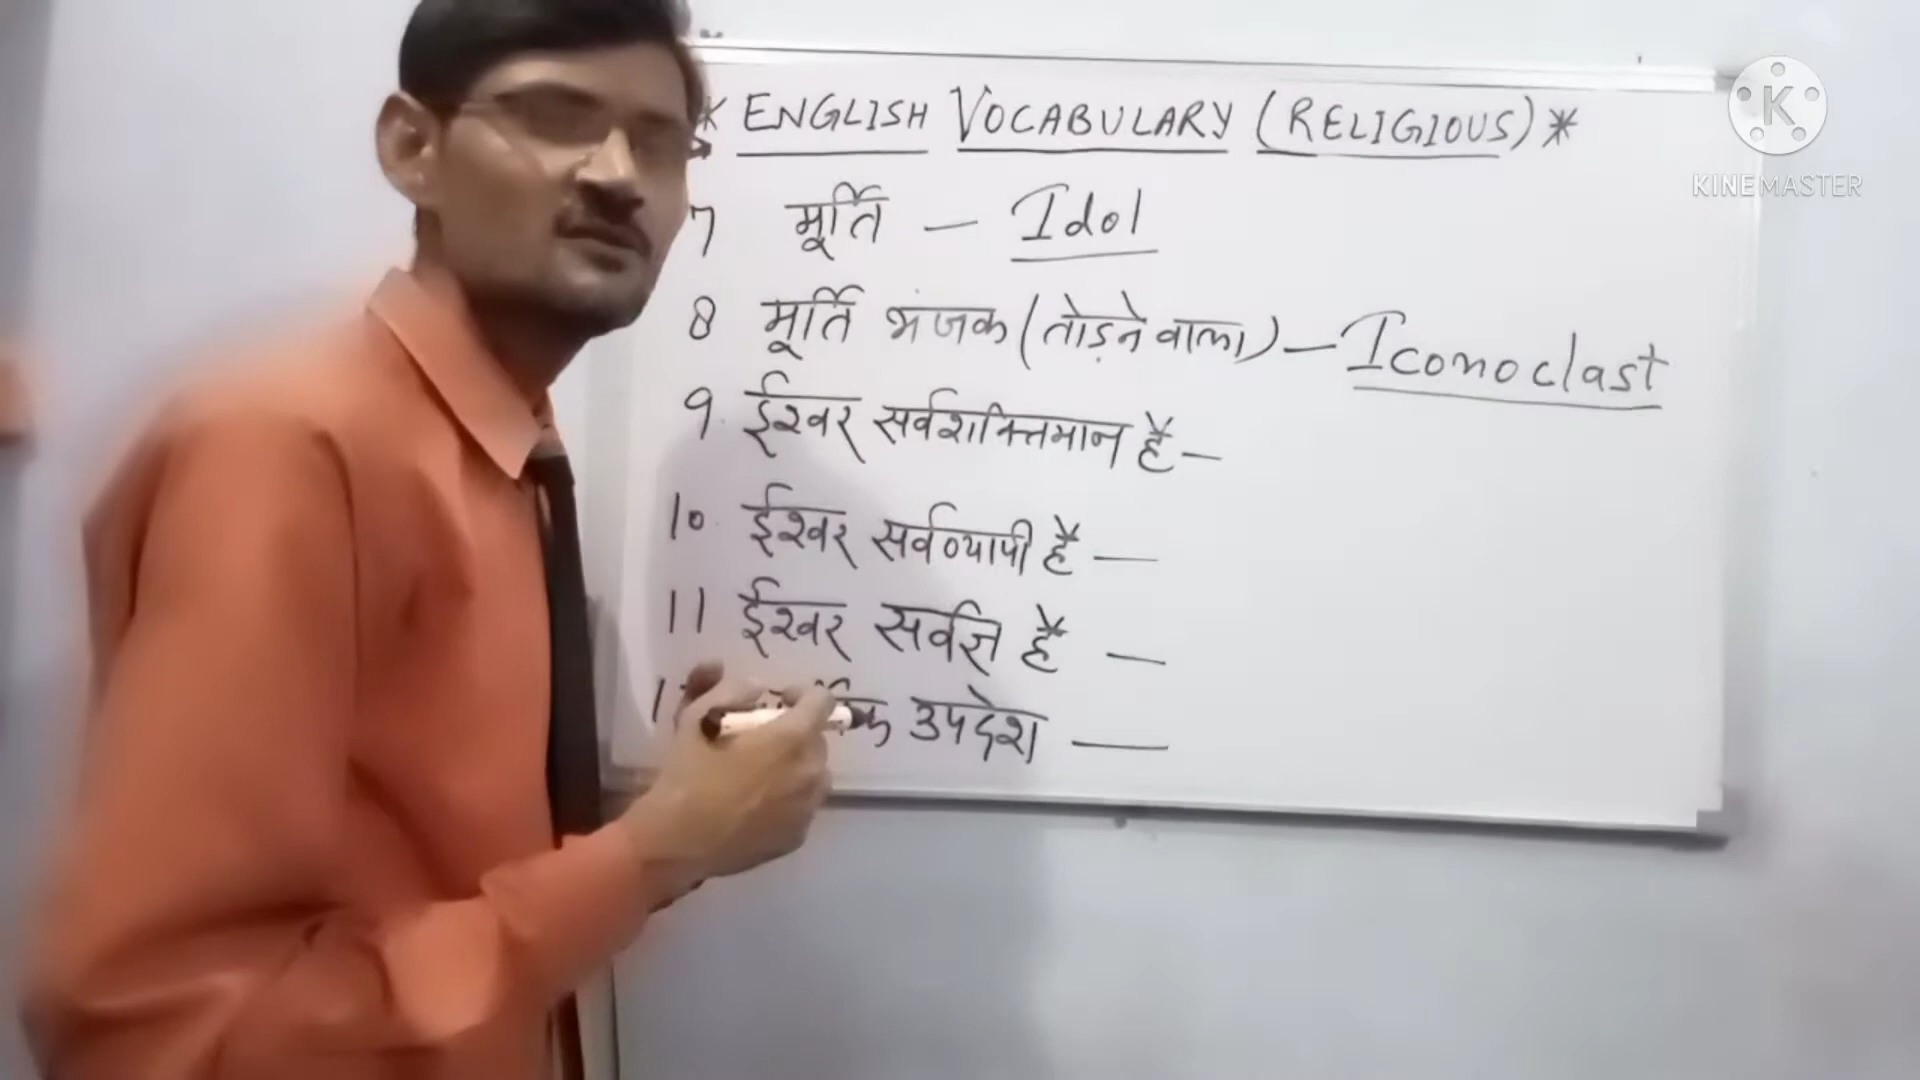 * ENGLISH VOCABULARY (RELIGIOUS) *
7 मूर्ति — Idol
8 मूर्ति भंजक (तोड़ने वाला) — Iconoclast
9. ईश्वर सर्वशक्तिमान है —
10. ईश्वर सर्वव्यापी है —
11 ईश्वर सर्वज्ञ है —
उपदेश —
KINEMASTER